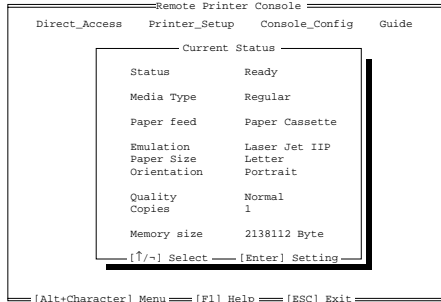 Remote Printer Console
Direct_Access Printer_Setup Console_Config Guide
Current Status
Status Ready
Media Type Regular
Paper feed Paper Cassette
Emulation Laser Jet IIP
Paper Size Letter
Orientation Portrait
Quality Normal
Copies 1
Memory size 2138112 Byte
[↑/¬] Select [Enter] Setting
[Alt+Character] Menu [F1] Help [ESC] Exit